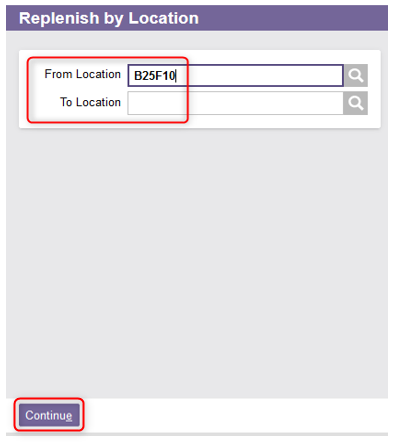 Replenish by Location
From Location B25F10
To Location
Continue